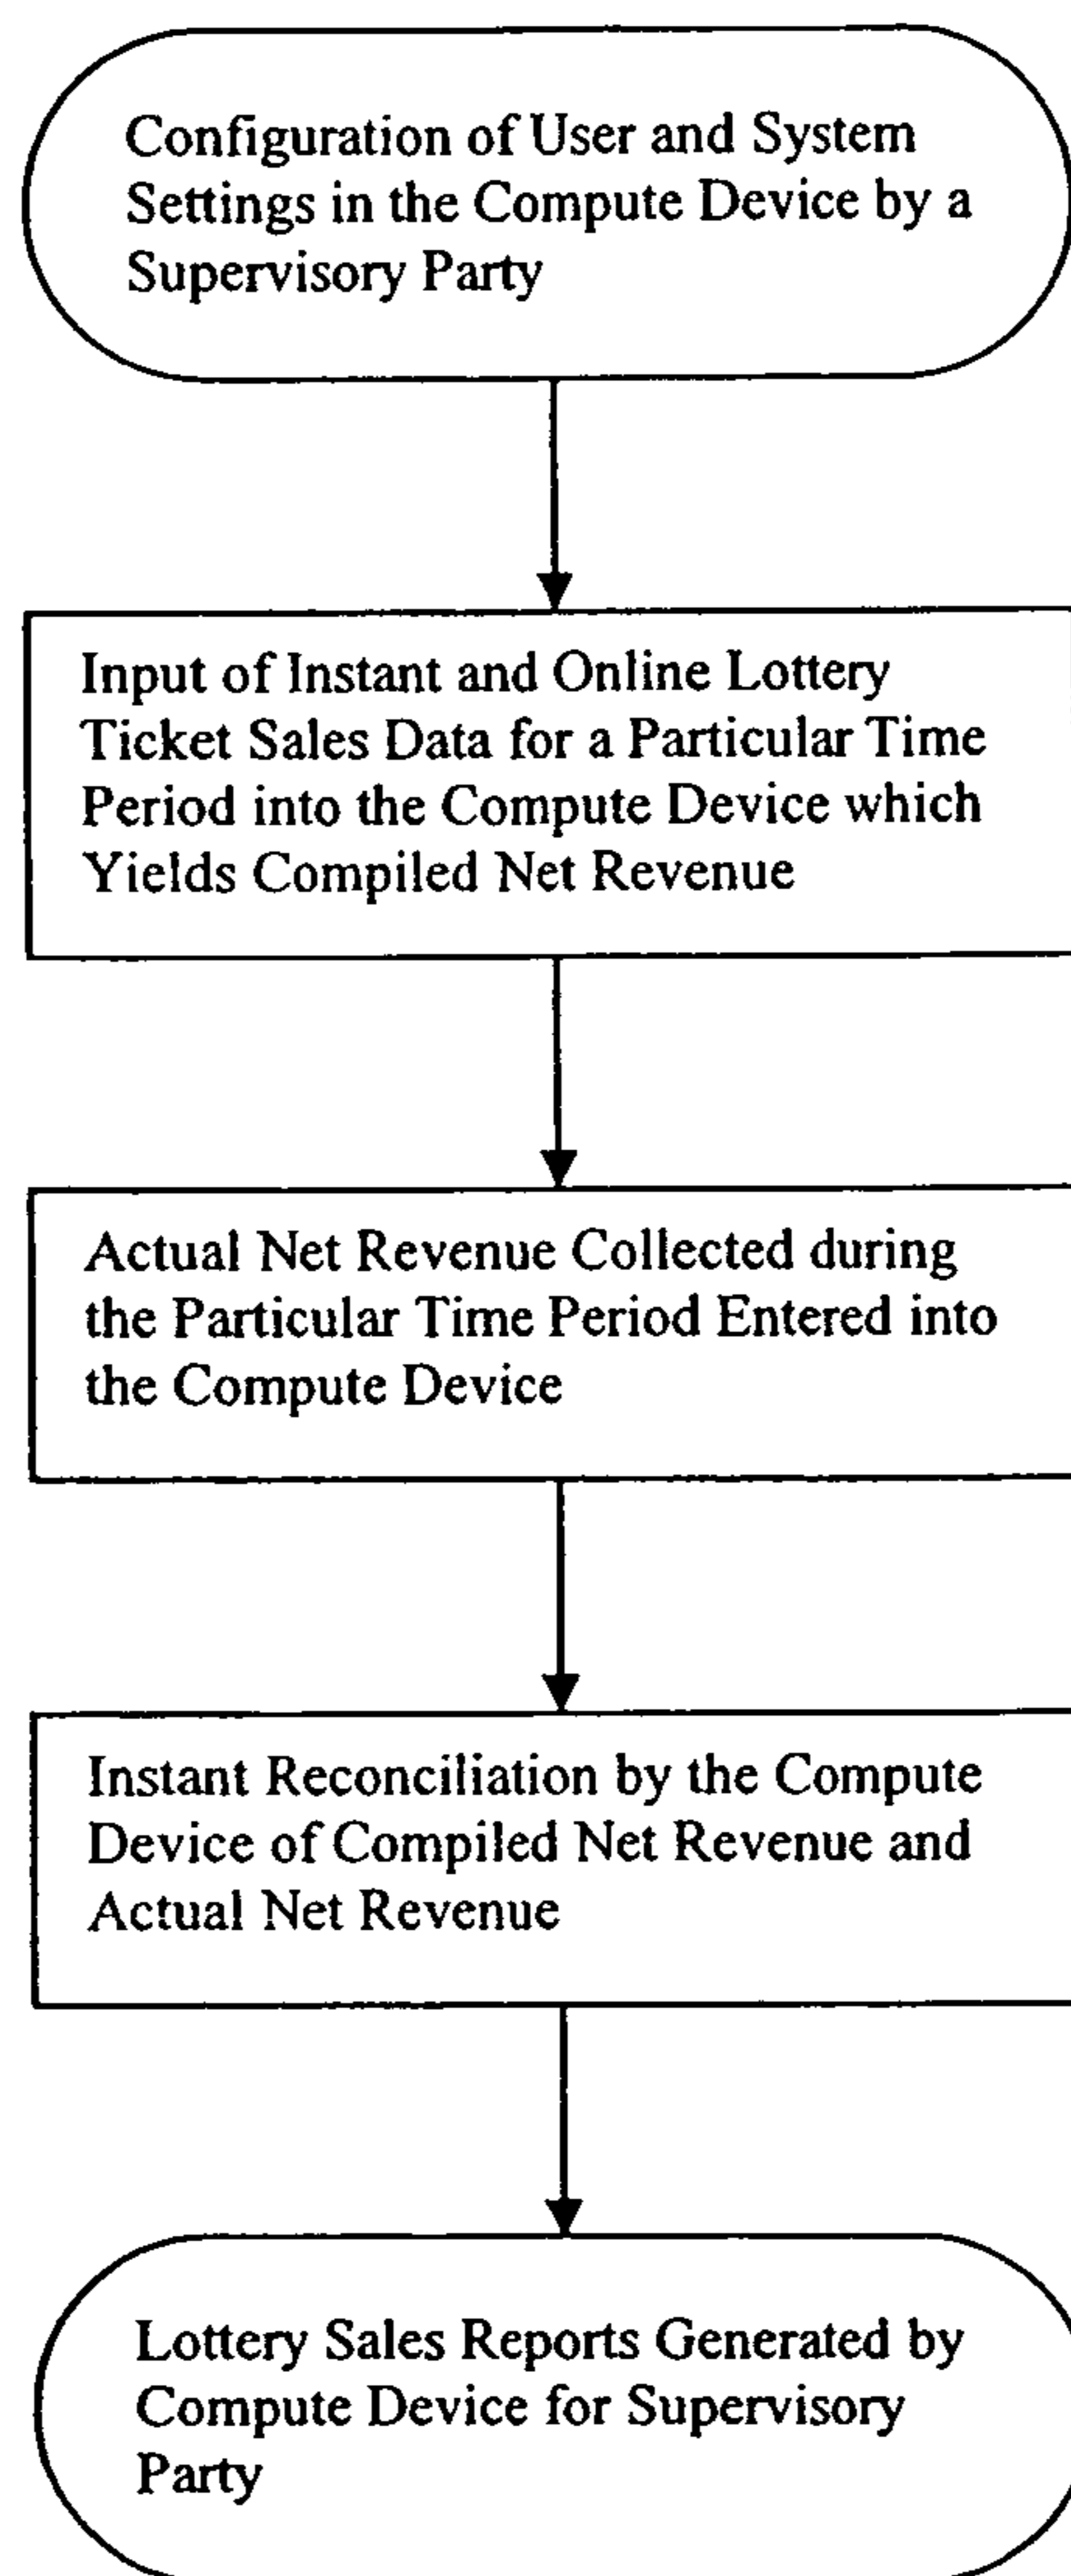 Configuration of User and System
Settings in the Compute Device by a
Supervisory Party
Input of Instant and Online Lottery
Ticket Sales Data for a Particular Time
Period into the Compute Device which
Yields Compiled Net Revenue
Actual Net Revenue Collected during
the Particular Time Period Entered into
the Compute Device
Instant Reconciliation by the Compute
Device of Compiled Net Revenue and
Actual Net Revenue
Lottery Sales Reports Generated by
Compute Device for Supervisory
Party